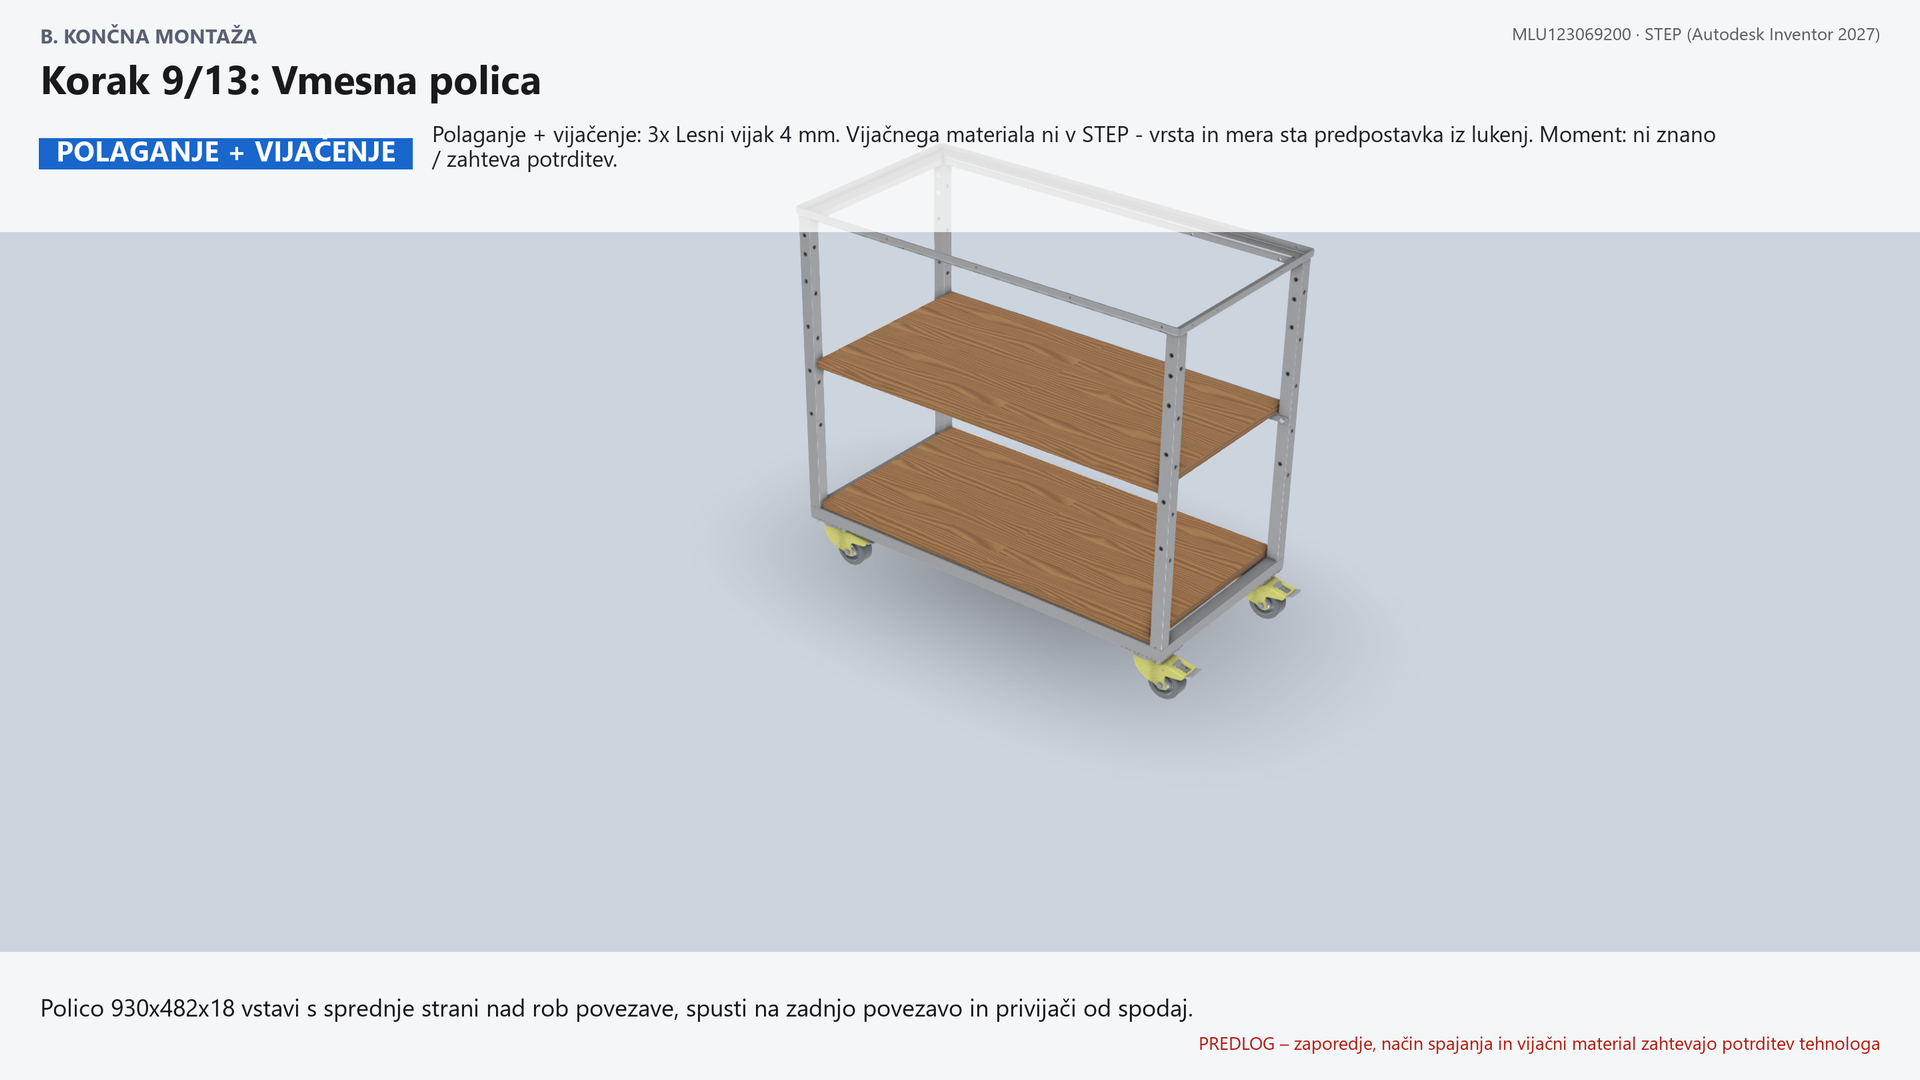 B. KONČNA MONTAŽA
MLU123069200 · STEP (Autodesk Inventor 2027)
Korak 9/13: Vmesna polica
POLAGANJE + VIJAČENJE
Polaganje + vijačenje: 3x Lesni vijak 4 mm. Vijačnega materiala ni v STEP - vrsta in mera sta predpostavka iz lukenj. Moment: ni znano
/ zahteva potrditev.
Polico 930x482x18 vstavi s sprednje strani nad rob povezave, spusti na zadnjo povezavo in privijači od spodaj.
PREDLOG – zaporedje, način spajanja in vijačni material zahtevajo potrditev tehnologa